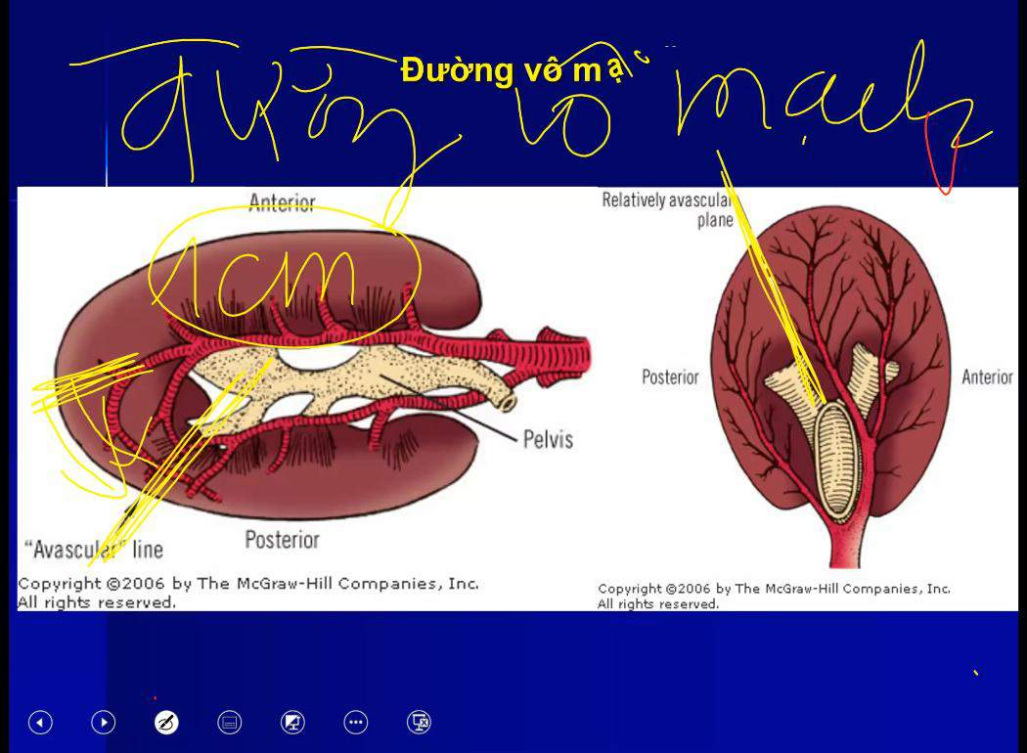 Đường vô mạc
đường vô mạch
Anterior
1cm
Pelvis
"Avascular" line
Posterior
Copyright ©2006 by The McGraw-Hill Companies, Inc.
All rights reserved.
Relatively avascular
plane
Posterior
Anterior
Copyright ©2006 by The McGraw-Hill Companies, Inc.
All rights reserved.